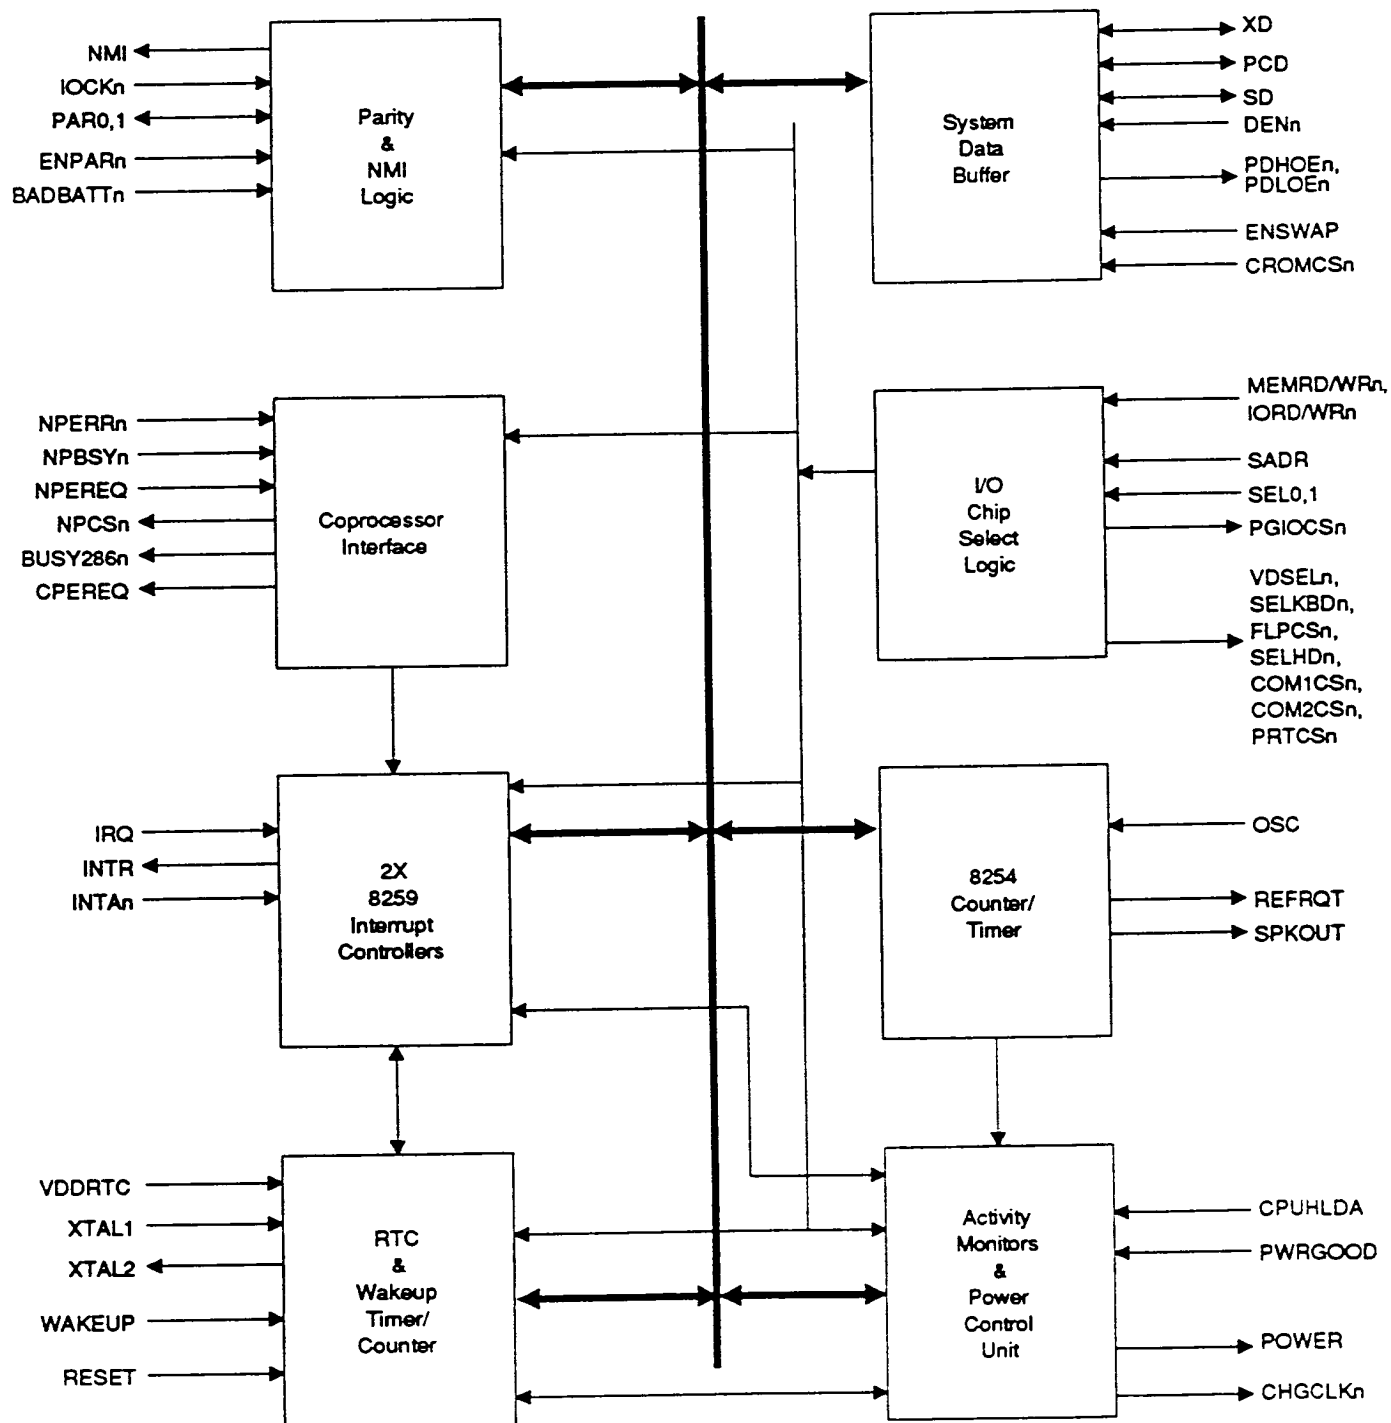 NMI
IOCKn
PAR0,1
ENPARn
BADBATTn
Parity
&
NMI
Logic
System
Data
Buffer
XD
PCD
SD
DENn
PDHOEn,
PDLOEn
ENSWAP
CROMCSn
NPERRn
NPBSYn
NPEREQ
NPCSn
BUSY286n
CPEREQ
Coprocessor
Interface
I/O
Chip
Select
Logic
MEMRD/WRn,
IORD/WRn
SADR
SEL0,1
PGIOCSn
VDSELn,
SELKBDn,
FLPCSn,
SELHDn,
COM1CSn,
COM2CSn,
PRTCSn
IRQ
INTR
INTAn
2X
8259
Interrupt
Controllers
8254
Counter/
Timer
OSC
REFRQT
SPKOUT
VDDRTC
XTAL1
XTAL2
WAKEUP
RESET
RTC
&
Wakeup
Timer/
Counter
Activity
Monitors
&
Power
Control
Unit
CPUHLDA
PWRGOOD
POWER
CHGCLKn